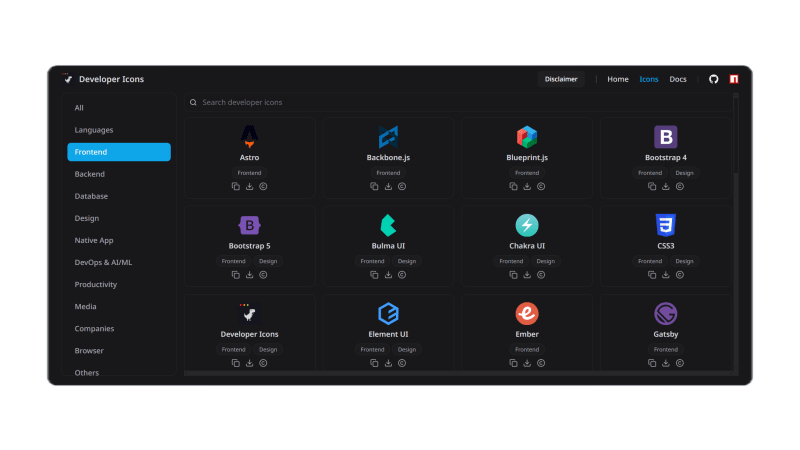 Developer Icons
Disclaimer
Home
Icons
Docs
All
Languages
Frontend
Backend
Database
Design
Native App
DevOps & AI/ML
Productivity
Media
Companies
Browser
Others
Search developer icons
Astro
Frontend
Backbone.js
Frontend
Blueprint.js
Frontend
B
Bootstrap 4
Frontend Design
B
Bootstrap 5
Frontend Design
Bulma UI
Frontend Design
Chakra UI
Frontend Design
CSS3
Frontend Design
Developer Icons
Frontend Design
Element UI
Frontend Design
Ember
Frontend
Gatsby
Frontend